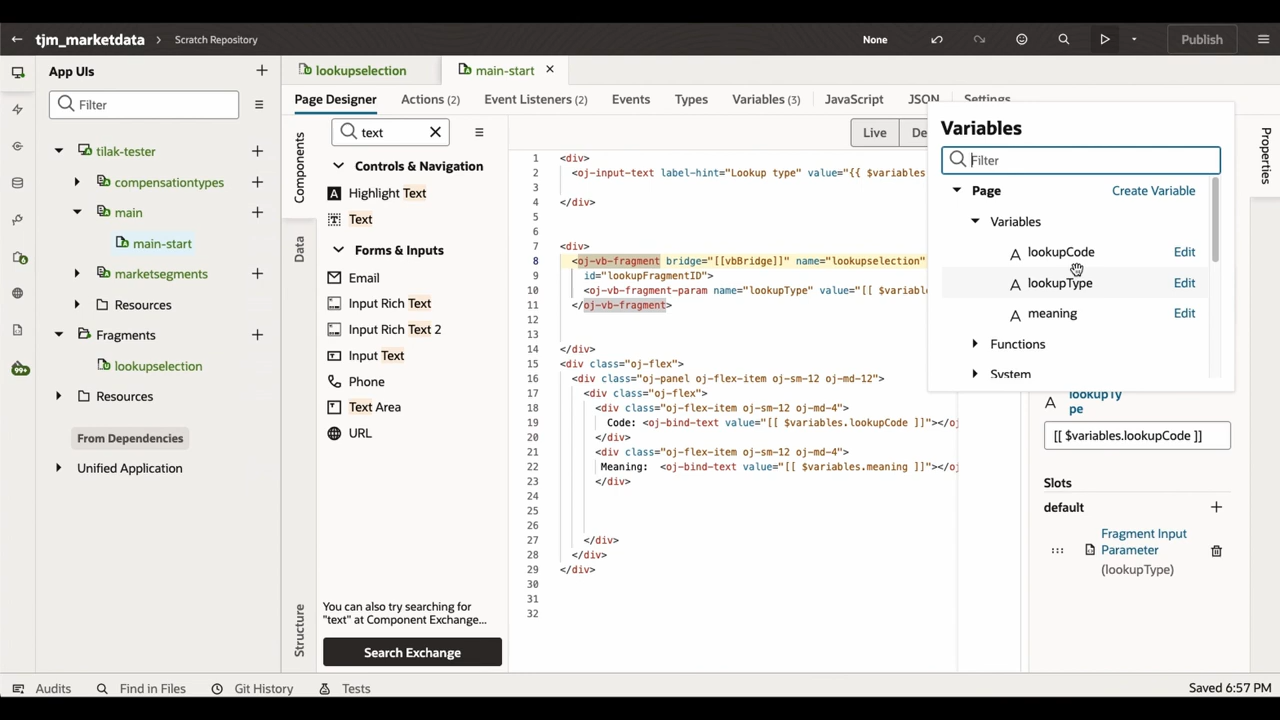 tjm_marketdata > Scratch Repository
None
Publish
App UIs
Filter
tilak-tester
compensationtypes
main
main-start
marketsegments
Resources
Fragments
lookupselection
Resources
From Dependencies
Unified Application
99+
lookupselection
main-start
Page Designer
Actions (2)
Event Listeners (2)
Events
Types
Variables (3)
JavaScript
JSON
Settings
Components
Data
Structure
text
Controls & Navigation
Highlight Text
Text
Forms & Inputs
Email
Input Rich Text
Input Rich Text 2
Input Text
Phone
Text Area
URL
You can also try searching for
"text" at Component Exchange...
Search Exchange
Live
De
1 <div>
2 <oj-input-text label-hint="Lookup type" value="{{ $variables
3
4 </div>
5
6
7 <div>
8 <oj-vb-fragment bridge="[[vbBridge]]" name="lookupselection"
9 id="lookupFragmentID">
10 <oj-vb-fragment-param name="lookupType" value="[[ $variabl
11 </oj-vb-fragment>
12
13
14 </div>
15 <div class="oj-flex">
16 <div class="oj-panel oj-flex-item oj-sm-12 oj-md-12">
17 <div class="oj-flex">
18 <div class="oj-flex-item oj-sm-12 oj-md-4">
19 Code: <oj-bind-text value="[[ $variables.lookupCode ]]"></oj
20 </div>
21 <div class="oj-flex-item oj-sm-12 oj-md-4">
22 Meaning: <oj-bind-text value="[[ $variables.meaning ]]"></oj
23 </div>
24
25
26
27 </div>
28 </div>
29 </div>
30
31
32
Variables
Filter
Page
Create Variable
Variables
lookupCode Edit
lookupType Edit
meaning Edit
Functions
System
Properties
lookupTy
pe
[[ $variables.lookupCode ]]
Slots
default
Fragment Input
Parameter
(lookupType)
Audits
Find in Files
Git History
Tests
Saved 6:57 PM